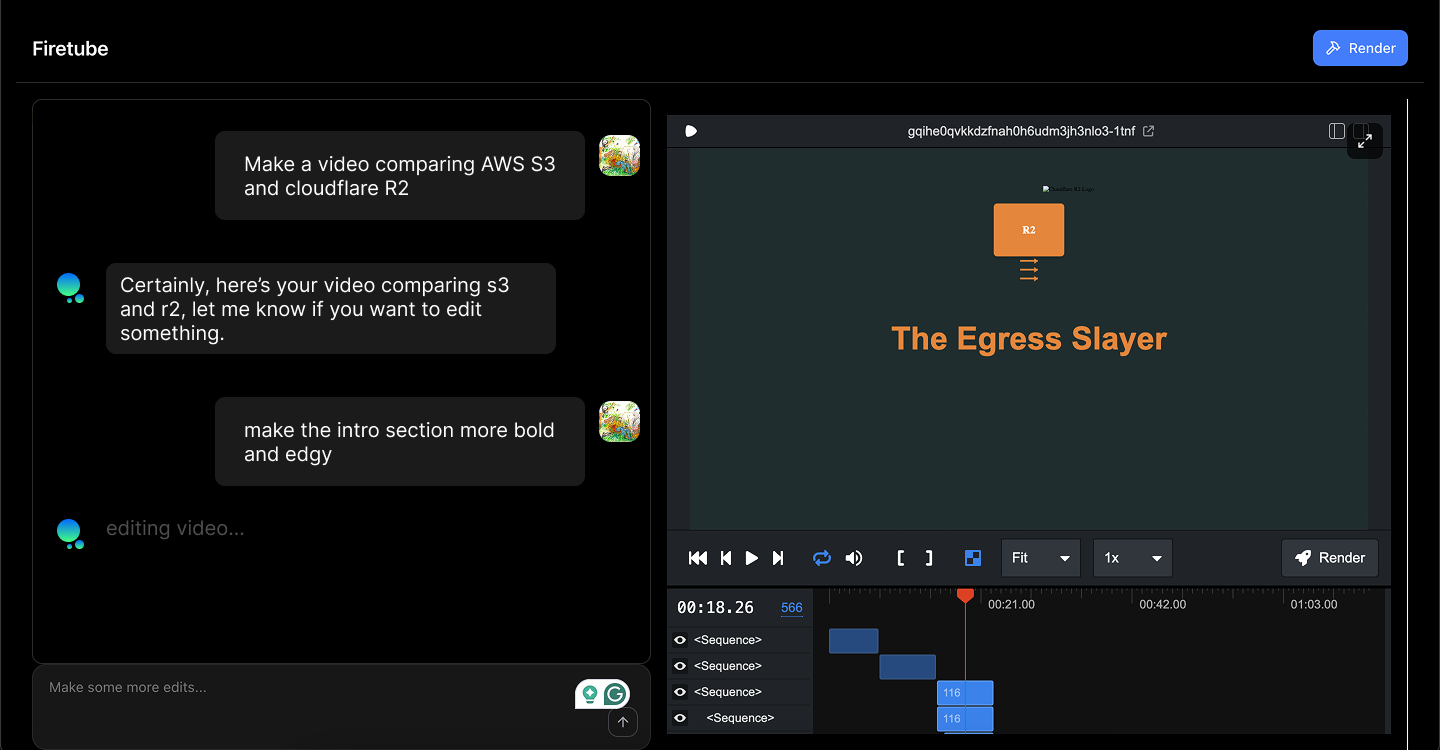 Firetube
Render
Make a video comparing AWS S3
and cloudflare R2
Certainly, here's your video comparing s3
and r2, let me know if you want to edit
something.
make the intro section more bold
and edgy
editing video...
Make some more edits...
gqihe0qvkkdzfnah0h6udm3jh3nlo3-1tnf
Cloudflare R2 Logo
R2
The Egress Slayer
[ ]
Fit
1x
Render
00:18.26
566
00:21.00
00:42.00
01:03.00
<Sequence>
<Sequence>
<Sequence>
116
<Sequence>
116